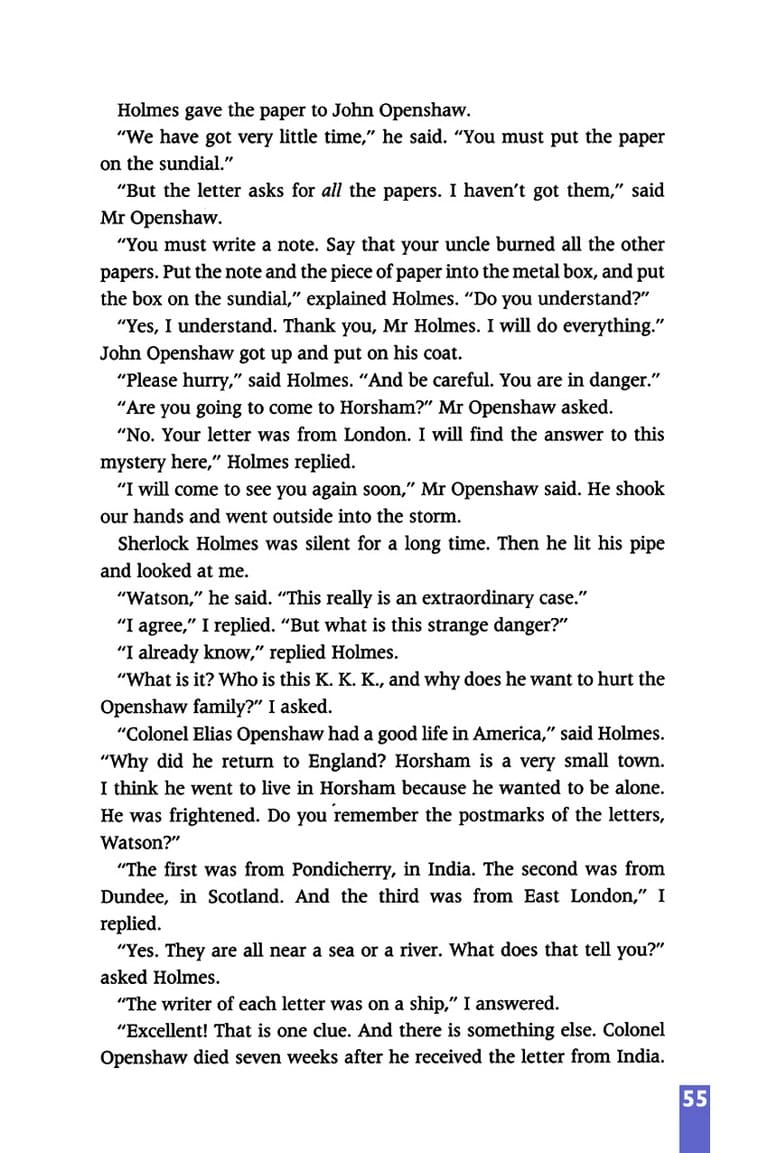 Holmes gave the paper to John Openshaw.
“We have got very little time,” he said. “You must put the paper
on the sundial.”
“But the letter asks for all the papers. I haven’t got them,” said
Mr Openshaw.
“You must write a note. Say that your uncle burned all the other
papers. Put the note and the piece of paper into the metal box, and put
the box on the sundial,” explained Holmes. “Do you understand?”
“Yes, I understand. Thank you, Mr Holmes. I will do everything.”
John Openshaw got up and put on his coat.
“Please hurry,” said Holmes. “And be careful. You are in danger.”
“Are you going to come to Horsham?” Mr Openshaw asked.
“No. Your letter was from London. I will find the answer to this
mystery here,” Holmes replied.
“I will come to see you again soon,” Mr Openshaw said. He shook
our hands and went outside into the storm.
Sherlock Holmes was silent for a long time. Then he lit his pipe
and looked at me.
“Watson,” he said. “This really is an extraordinary case.”
“I agree,” I replied. “But what is this strange danger?”
“I already know,” replied Holmes.
“What is it? Who is this K. K. K., and why does he want to hurt the
Openshaw family?” I asked.
“Colonel Elias Openshaw had a good life in America,” said Holmes.
“Why did he return to England? Horsham is a very small town.
I think he went to live in Horsham because he wanted to be alone.
He was frightened. Do you remember the postmarks of the letters,
Watson?”
“The first was from Pondicherry, in India. The second was from
Dundee, in Scotland. And the third was from East London,” I
replied.
“Yes. They are all near a sea or a river. What does that tell you?”
asked Holmes.
“The writer of each letter was on a ship,” I answered.
“Excellent! That is one clue. And there is something else. Colonel
Openshaw died seven weeks after he received the letter from India.
55